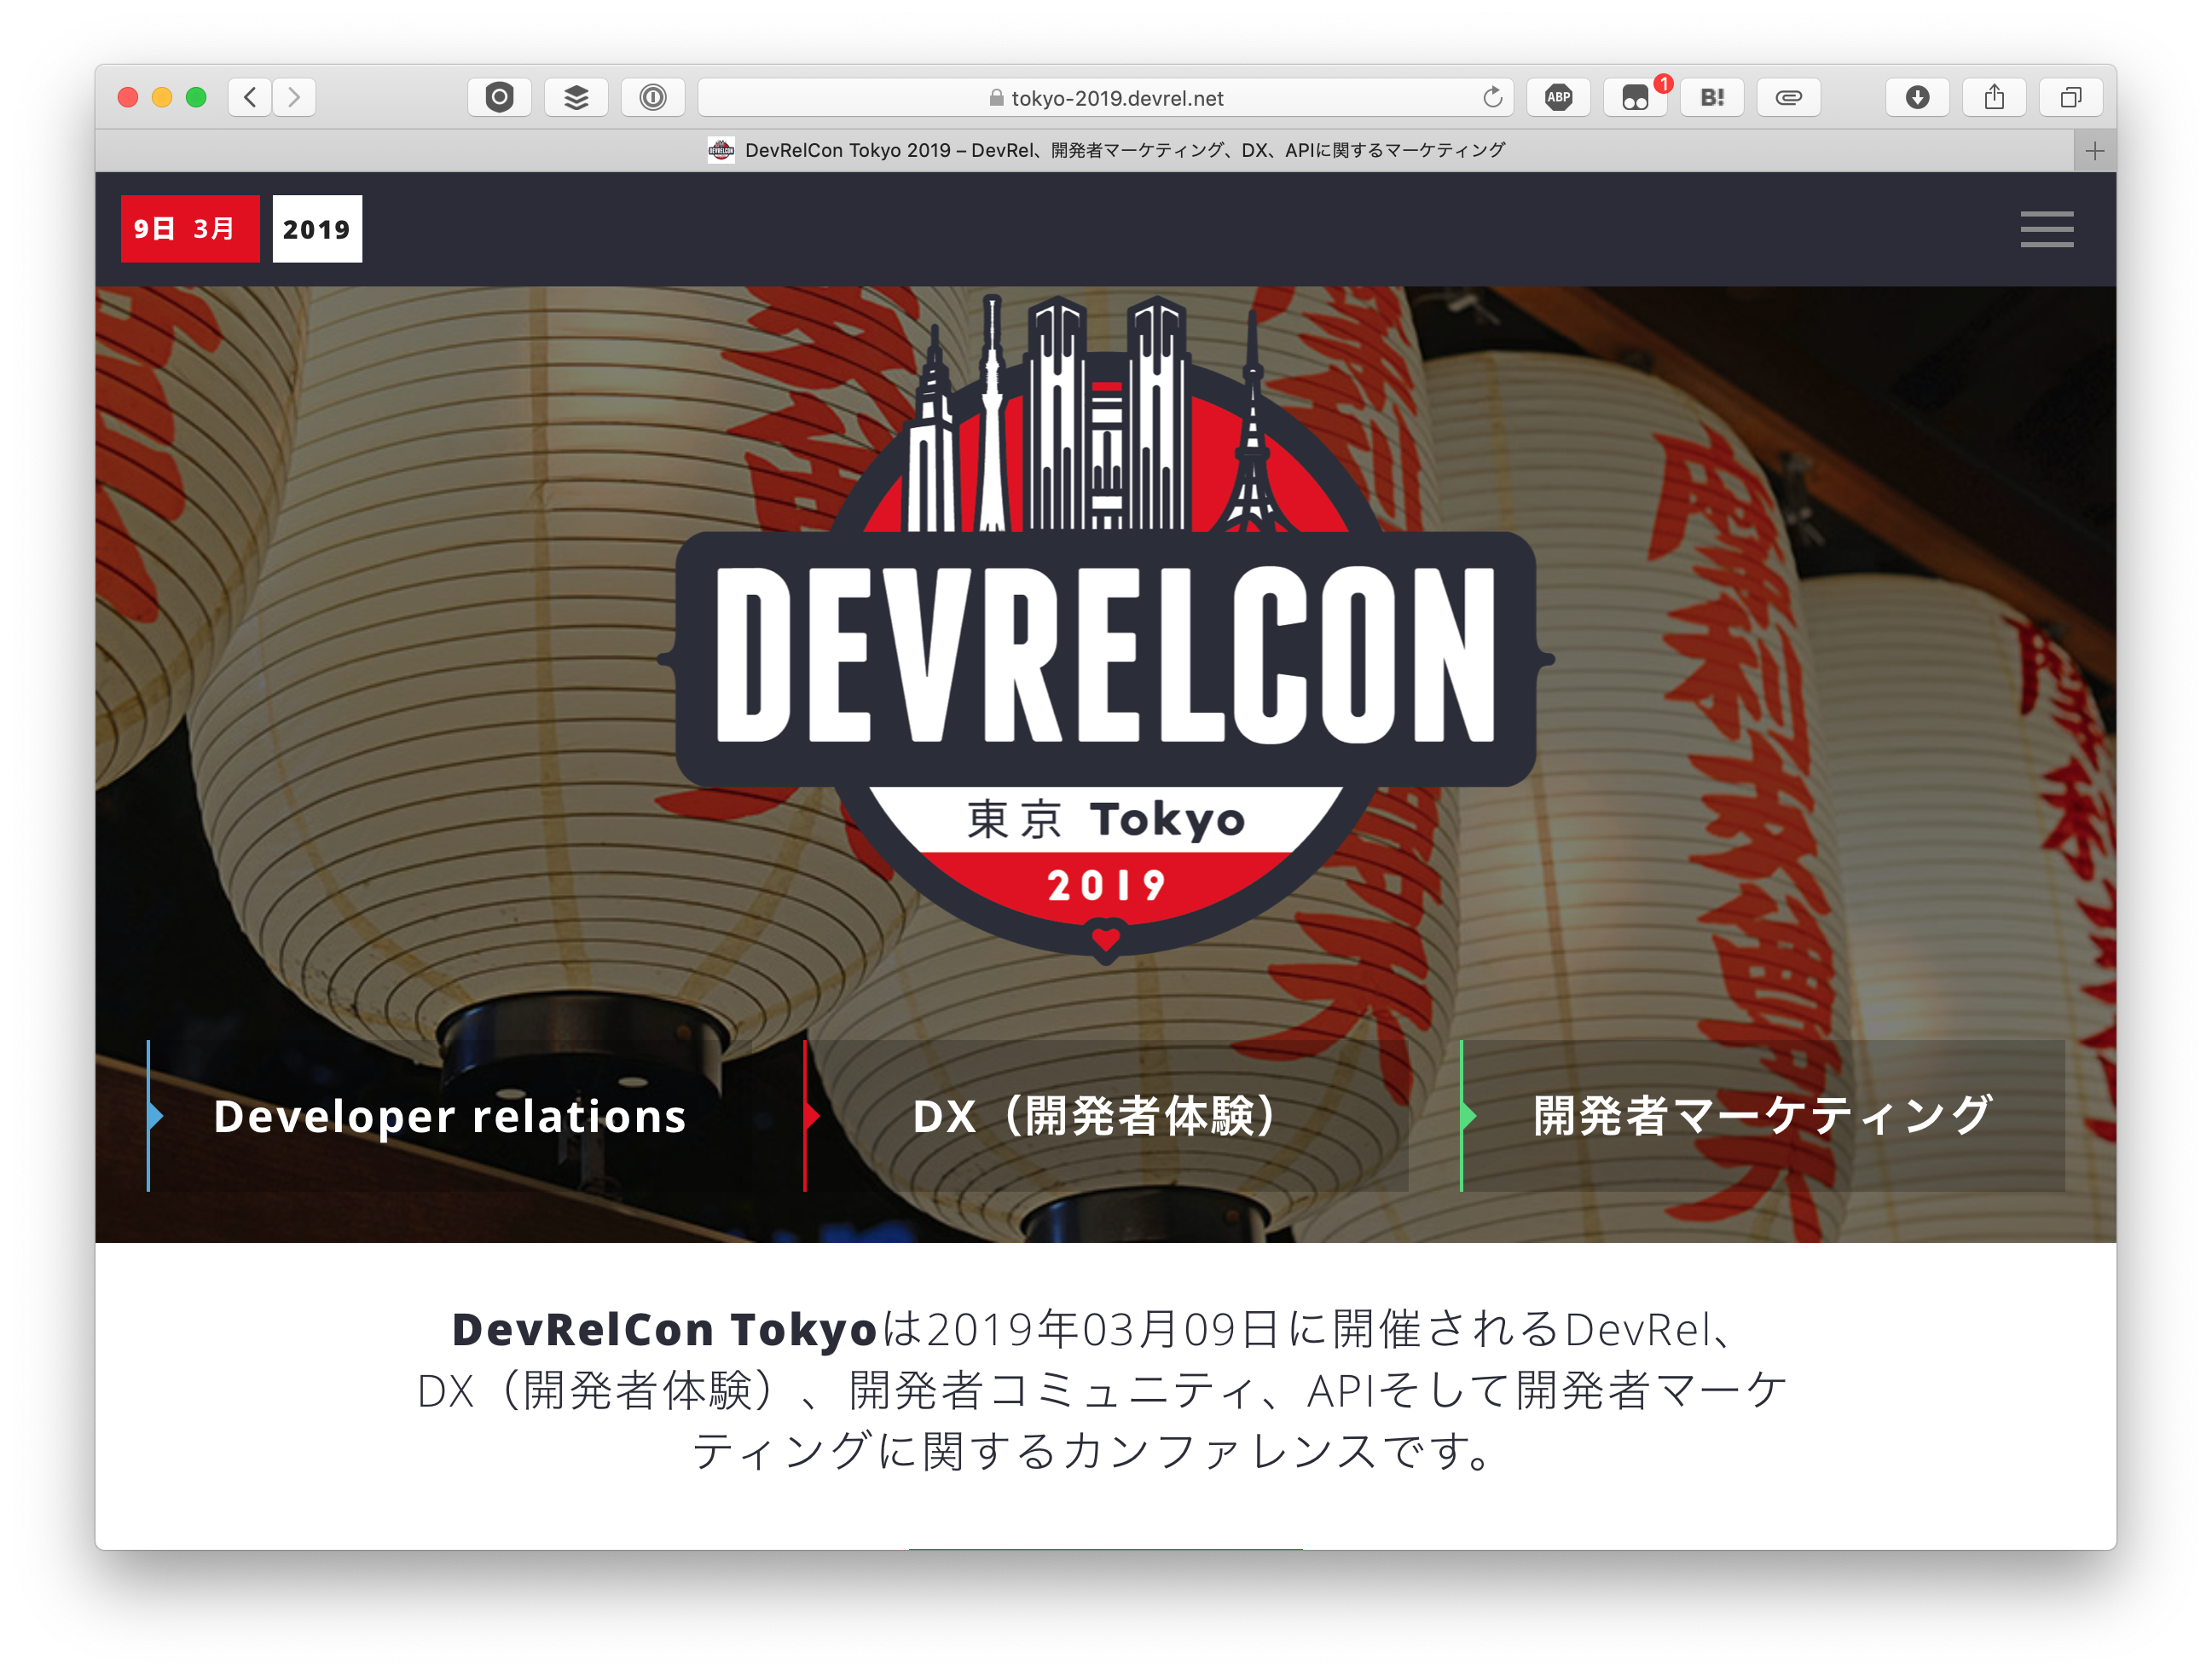 tokyo-2019.devrel.net
ABP
1
B!
DevRelCon Tokyo 2019 – DevRel、開発者マーケティング、DX、APIに関するマーケティング
9日 3月 2019
DEVRELCON
東京 Tokyo
2019
Developer relations
DX（開発者体験）
開発者マーケティング
DevRelCon Tokyoは2019年03月09日に開催されるDevRel、
DX（開発者体験）、開発者コミュニティ、APIそして開発者マーケ
ティングに関するカンファレンスです。